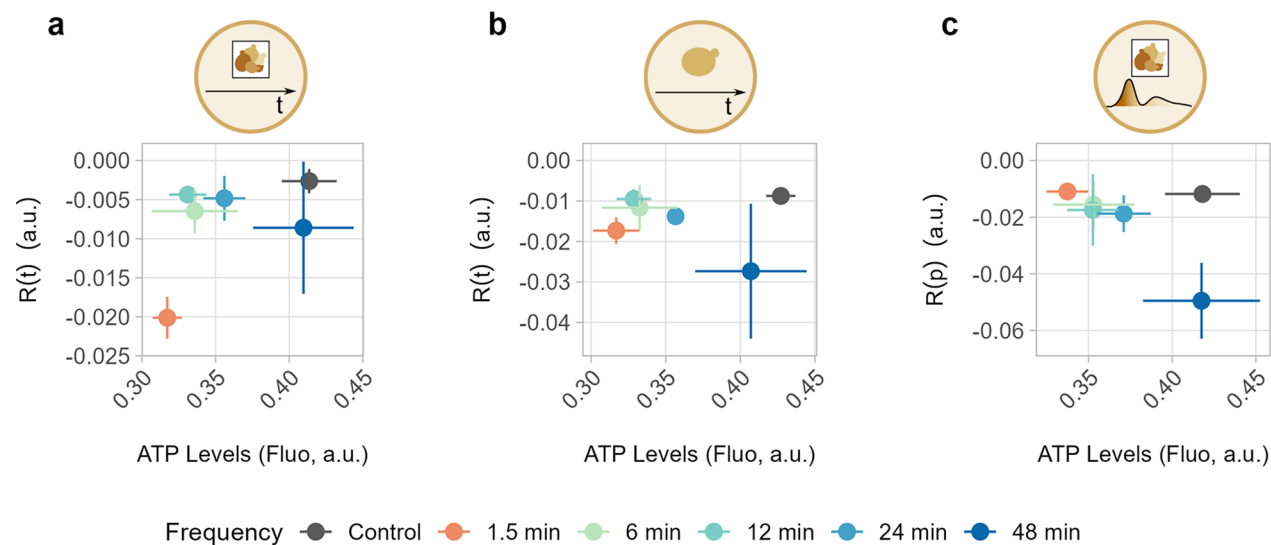 a b c
t t
0.000
-0.005
-0.010
-0.015
-0.020
-0.025
R(t) (a.u.)
0.30 0.35 0.40 0.45
ATP Levels (Fluo, a.u.)
0.00
-0.01
-0.02
-0.03
-0.04
R(t) (a.u.)
0.30 0.35 0.40 0.45
ATP Levels (Fluo, a.u.)
0.00
-0.02
-0.04
-0.06
R(p) (a.u.)
0.35 0.40 0.45
ATP Levels (Fluo, a.u.)
Frequency Control 1.5 min 6 min 12 min 24 min 48 min